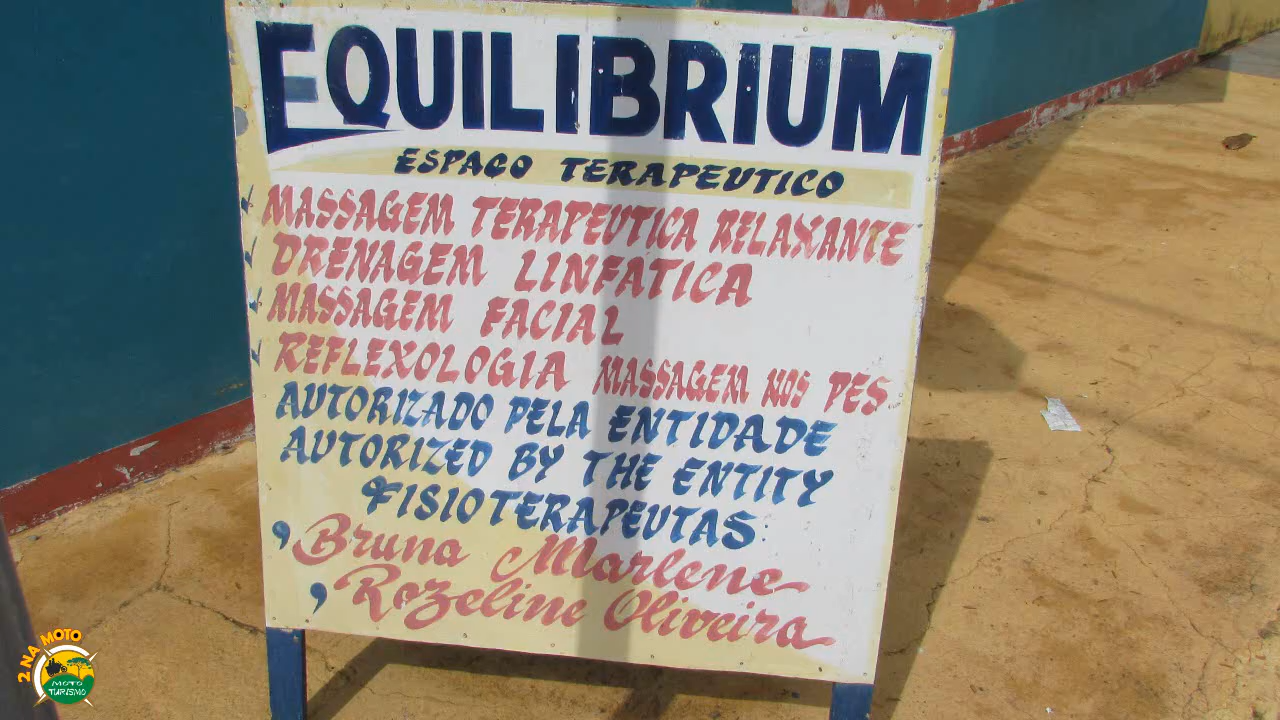 EQUILIBRIUM
ESPAÇO TERAPEUTICO
MASSAGEM TERAPEUTICA RELAXANTE
DRENAGEM LINFATICA
MASSAGEM FACIAL
REFLEXOLOGIA MASSAGEM NOS PES
AUTORIZADO PELA ENTIDADE
AUTORIZED BY THE ENTITY
FISIOTERAPEUTAS:
Bruna Marlene
Rozeline Oliveira
2 NA MOTO
MOTO
TURISMO